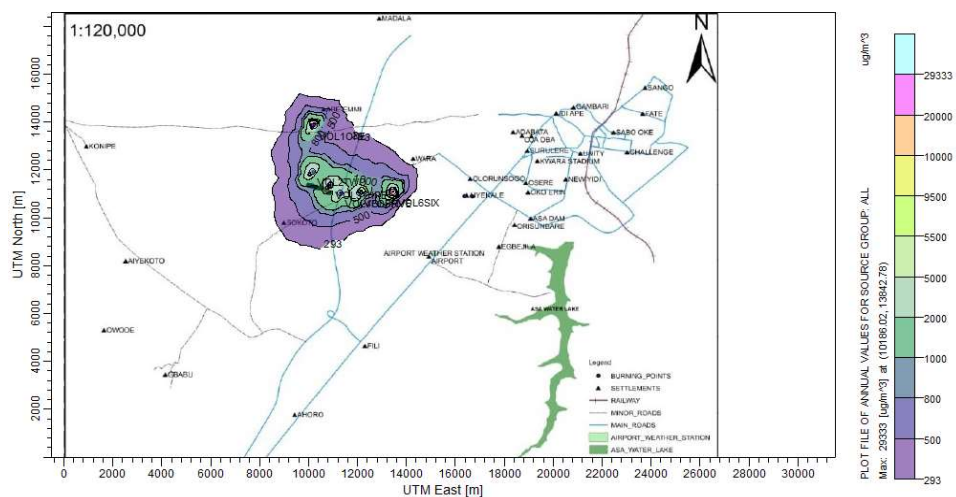 1:120,000
N
MADALA
SANGO
GAMBARI
IDI APE
FATE
ADABATA
SABO OKE
OJA OBA
SURULERE
UNITY
CHALLENGE
KWARA STADIUM
WARA
KONIPE
OLORUNSOGO
OSERE
NEWYIDI
OKO ERIN
AIYEKALE
SOKOTO
ASA DAM
ORISUNBARE
EGBEJILA
AIRPORT WEATHER STATION
AIRPORT
AIYEKOTO
ASA WATER LAKE
OWODE
FILI
GBABU
AHORO
500
500
293
Legend
BURNING_POINTS
SETTLEMENTS
RAILWAY
MINOR_ROADS
MAIN_ROADS
AIRPORT_WEATHER_STATION
ASA_WATER_LAKE
UTM North [m]
16000
14000
12000
10000
8000
6000
4000
2000
0 2000 4000 6000 8000 10000 12000 14000 16000 18000 20000 22000 24000 26000 28000 30000
UTM East [m]
PLOT FILE OF ANNUAL VALUES FOR SOURCE GROUP: ALL
Max: 29333 [ug/m^3] at (10186.02, 13842.78)
ug/m^3
29333
20000
10000
9500
5500
5000
2000
1000
800
500
293